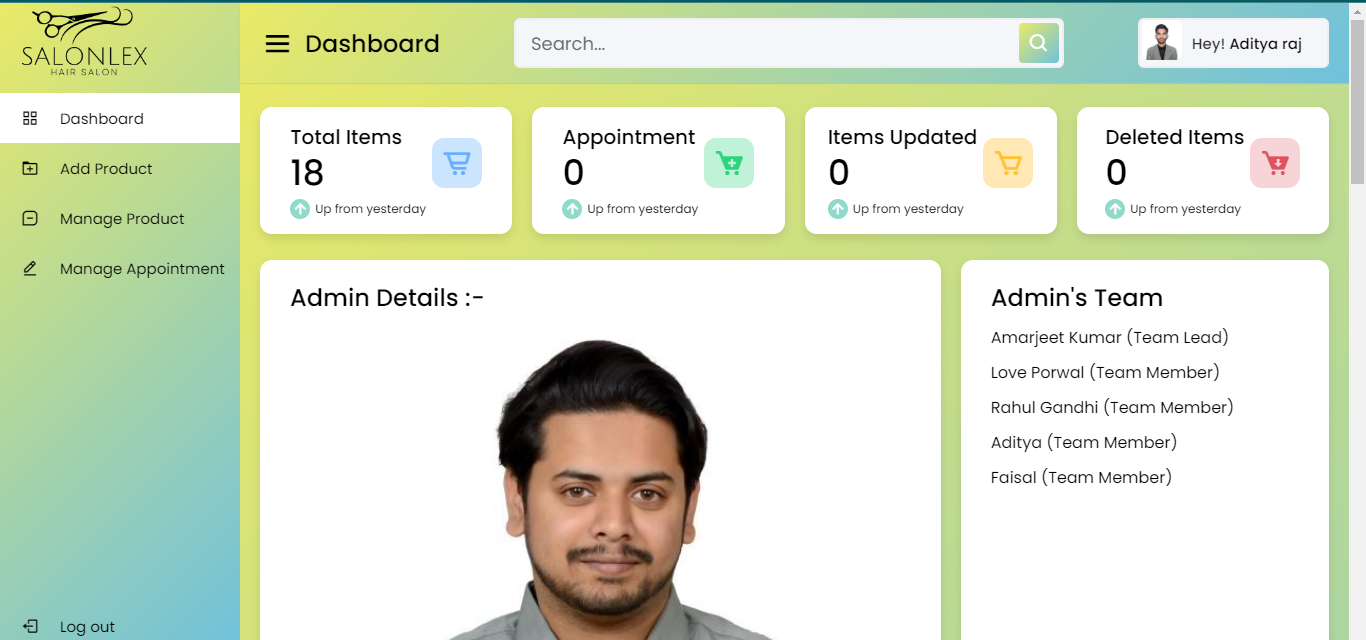 SALONLEX
HAIR SALON
Dashboard
Add Product
Manage Product
Manage Appointment
Log out
Dashboard
Search...
Hey! Aditya raj
Total Items
18
Up from yesterday
Appointment
0
Up from yesterday
Items Updated
0
Up from yesterday
Deleted Items
0
Up from yesterday
Admin Details :-
Admin's Team
Amarjeet Kumar (Team Lead)
Love Porwal (Team Member)
Rahul Gandhi (Team Member)
Aditya (Team Member)
Faisal (Team Member)